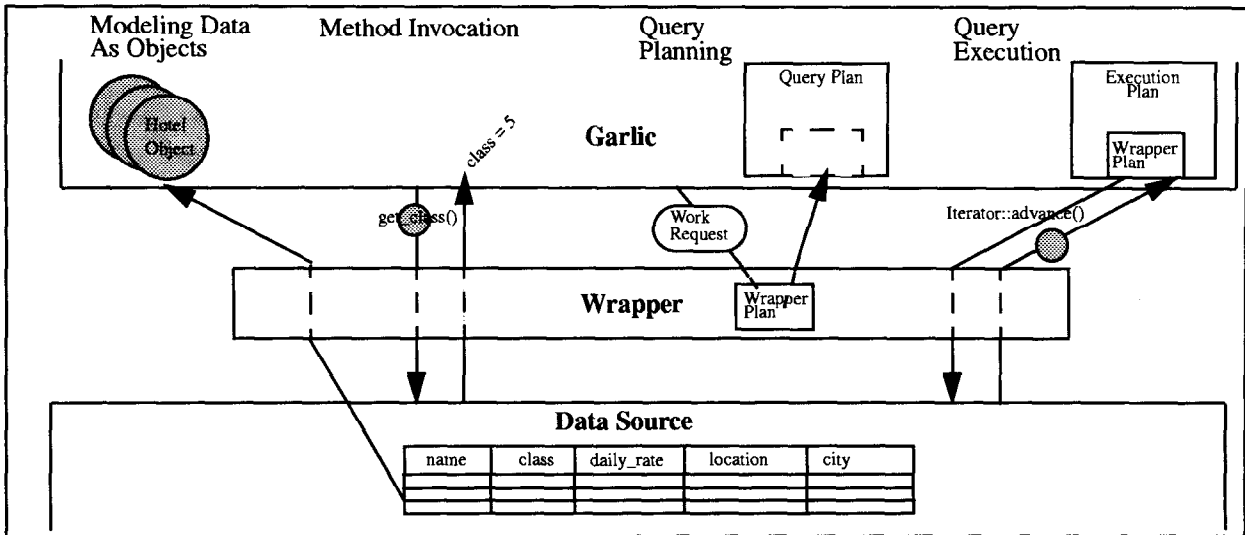 Modeling Data
As Objects
Method Invocation
Query
Planning
Query
Execution
Hotel
Object
class = 5
Garlic
Query Plan
Execution
Plan
Wrapper
Plan
get_class()
Work
Request
Iterator::advance()
Wrapper
Wrapper
Plan
Data Source
name class daily_rate location city